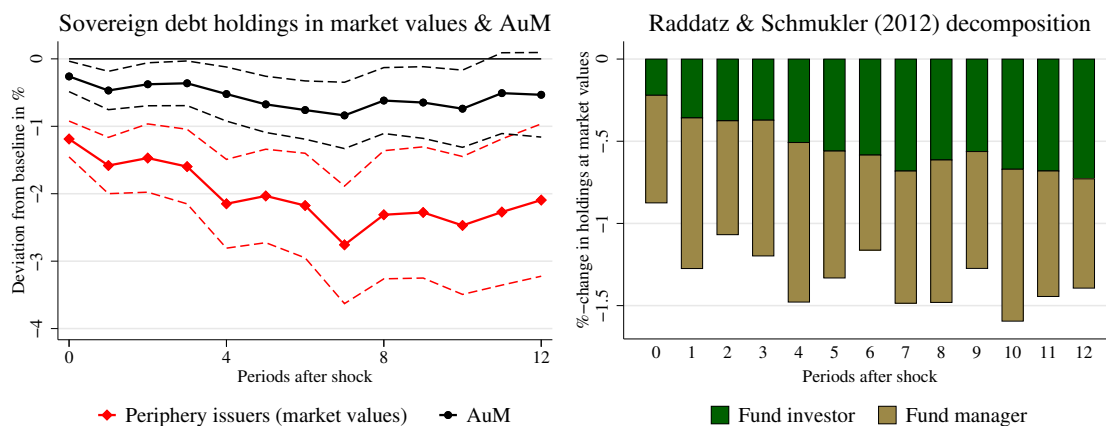 Sovereign debt holdings in market values & AuM
Deviation from baseline in %
0
−1
−2
−3
−4
0 4 8 12
Periods after shock
Periphery issuers (market values) AuM
Raddatz & Schmukler (2012) decomposition
%−change in holdings at market values
0
−.5
−1
−1.5
0 1 2 3 4 5 6 7 8 9 10 11 12
Periods after shock
Fund investor Fund manager